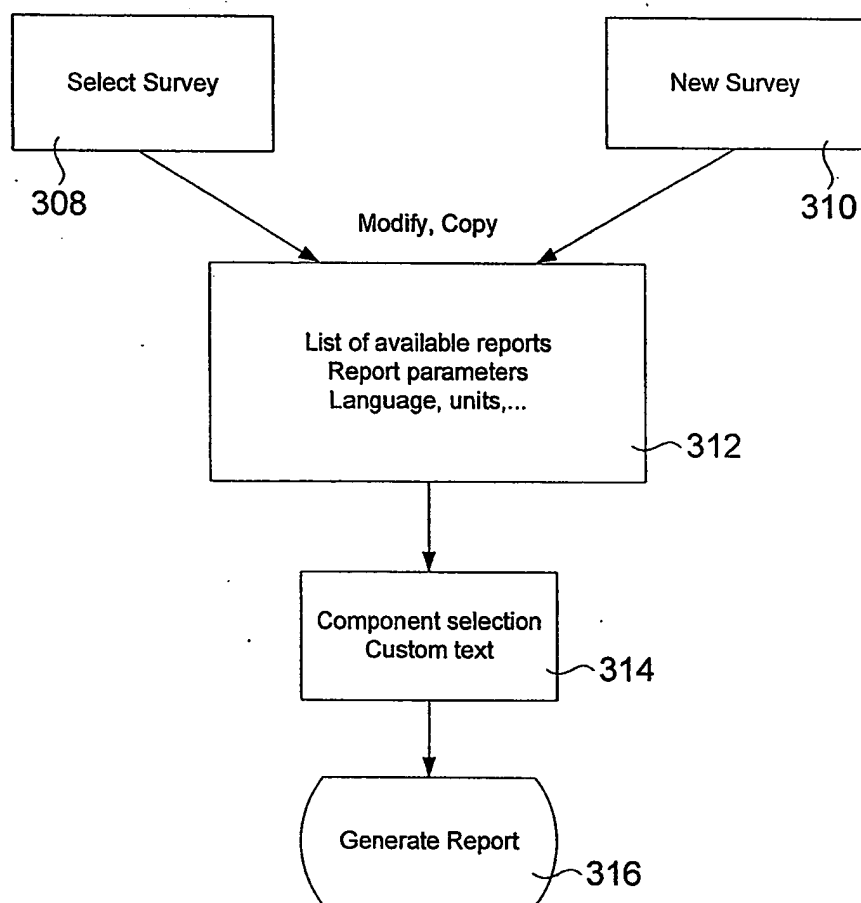 Select Survey
New Survey
308
310
Modify, Copy
List of available reports
Report parameters
Language, units,...
312
Component selection
Custom text
314
Generate Report
316